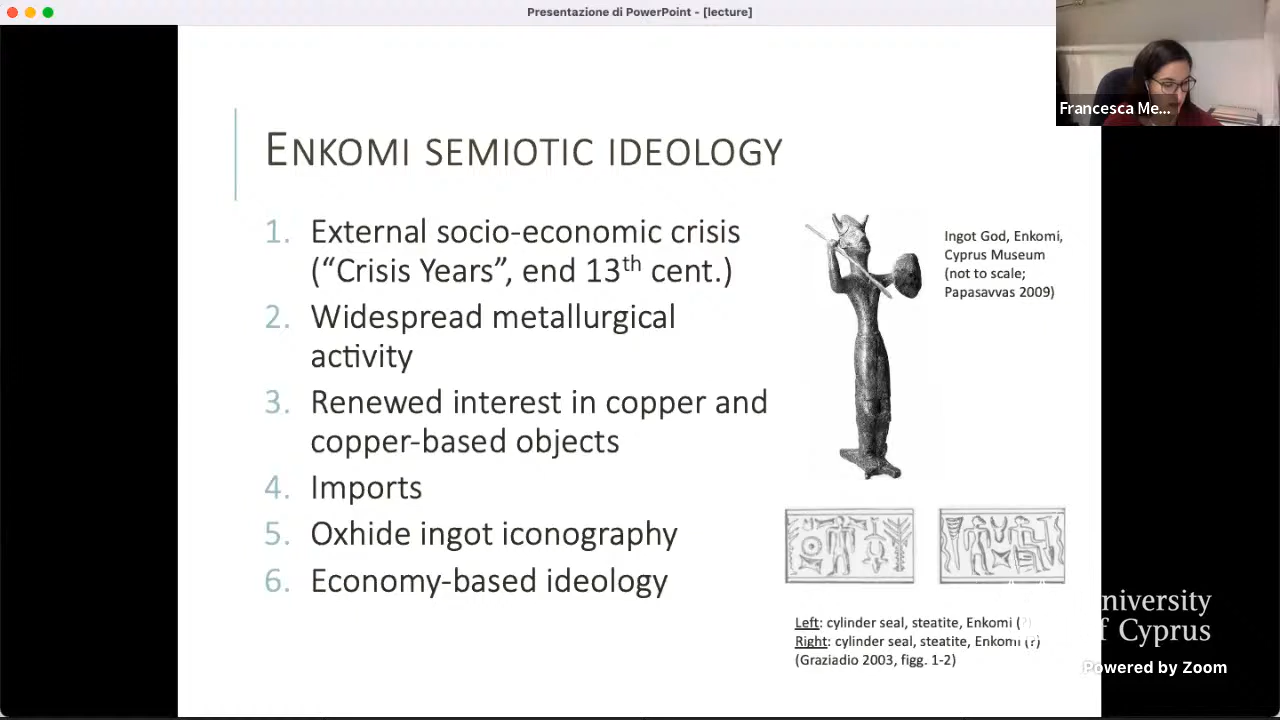 Presentazione di PowerPoint - [lecture]
Francesca Me...
ENKOMI SEMIOTIC IDEOLOGY
1. External socio-economic crisis
("Crisis Years", end 13th cent.)
2. Widespread metallurgical
activity
3. Renewed interest in copper and
copper-based objects
4. Imports
5. Oxhide ingot iconography
6. Economy-based ideology
Ingot God, Enkomi,
Cyprus Museum
(not to scale;
Papasavvas 2009)
Left: cylinder seal, steatite, Enkomi (?)
Right: cylinder seal, steatite, Enkomi (?)
(Graziadio 2003, figg. 1-2)
niversity
f Cyprus
Powered by Zoom